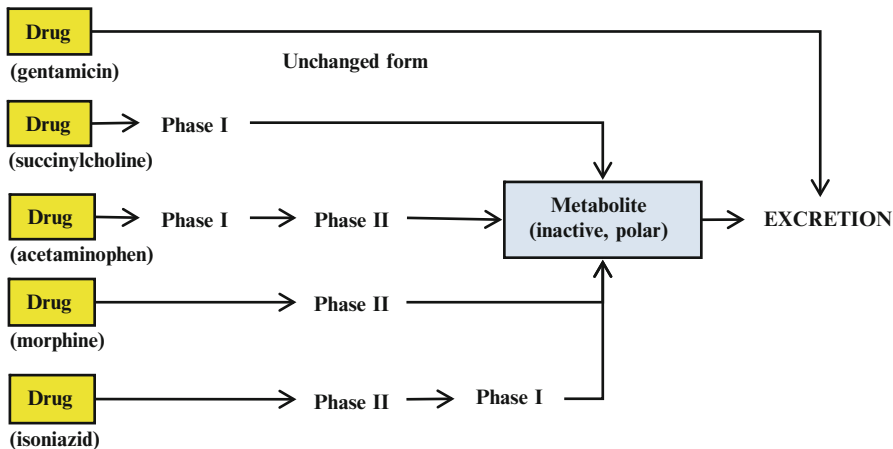 Drug
(gentamicin)
Unchanged form
Drug
Phase I
(succinylcholine)
Drug
Phase I
Phase II
(acetaminophen)
Metabolite
(inactive, polar)
EXCRETION
Drug
Phase II
(morphine)
Drug
Phase II
Phase I
(isoniazid)